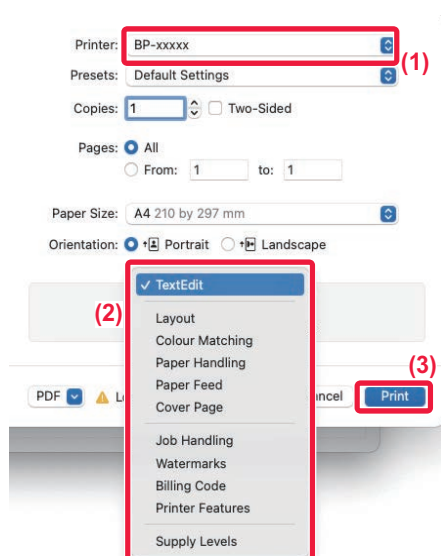 Printer: BP-xxxxx
(1)
Presets: Default Settings
Copies: 1 Two-Sided
Pages: All
From: 1 to: 1
Paper Size: A4 210 by 297 mm
Orientation: Portrait Landscape
✓ TextEdit
(2)
Layout
Colour Matching
Paper Handling
Paper Feed
Cover Page
(3)
PDF ncel Print
Job Handling
Watermarks
Billing Code
Printer Features
Supply Levels